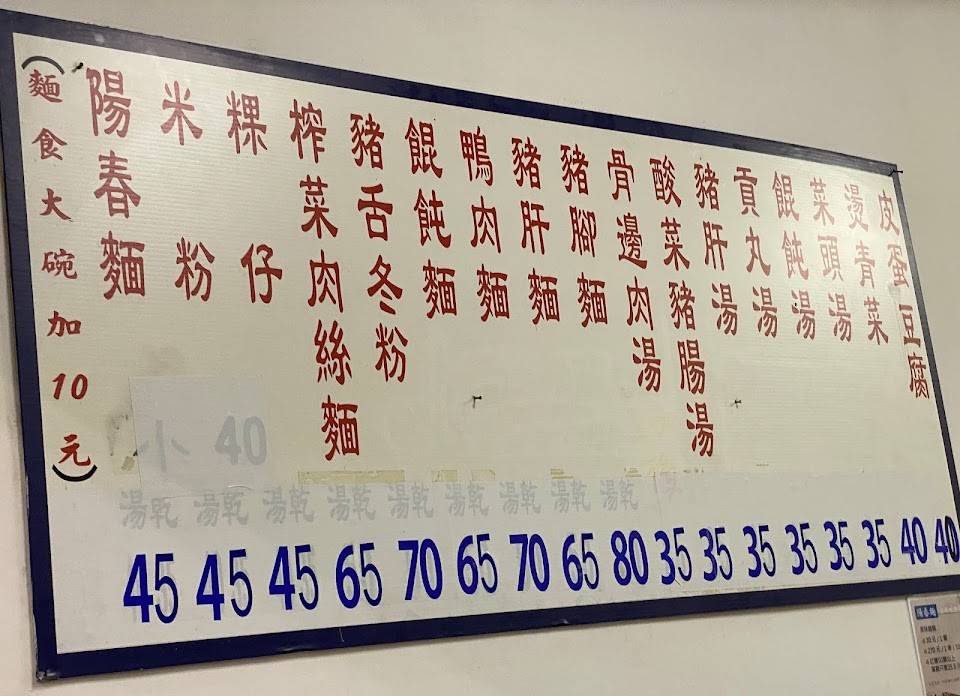 (麵食大碗加10元)
陽春麵
米粉
粿仔
榨菜肉絲麵
豬舌冬粉
餛飩麵
鴨肉麵
豬肝麵
豬腳麵
骨邊肉湯
酸菜豬腸湯
豬肝湯
貢丸湯
餛飩湯
菜頭湯
燙青菜
皮蛋豆腐
小 40
湯乾 湯乾 湯乾 湯乾 湯乾 湯乾 湯乾 湯乾 湯乾
45 45 45 65 70 65 70 65 80 35 35 35 35 35 35 40 40
陽春麵